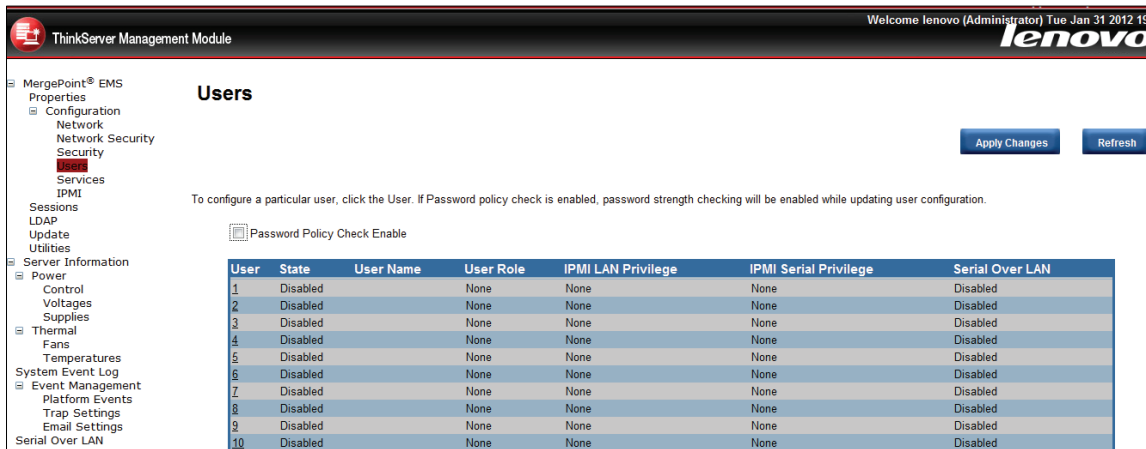 Welcome lenovo (Administrator) Tue Jan 31 2012 19
ThinkServer Management Module
lenovo
MergePoint® EMS
Properties
Configuration
Network
Network Security
Security
Users
Services
IPMI
Sessions
LDAP
Update
Utilities
Server Information
Power
Control
Voltages
Supplies
Thermal
Fans
Temperatures
System Event Log
Event Management
Platform Events
Trap Settings
Email Settings
Serial Over LAN
Users
Apply Changes Refresh
To configure a particular user, click the User. If Password policy check is enabled, password strength checking will be enabled while updating user configuration.
Password Policy Check Enable
User State User Name User Role IPMI LAN Privilege IPMI Serial Privilege Serial Over LAN
1 Disabled None None None Disabled
2 Disabled None None None Disabled
3 Disabled None None None Disabled
4 Disabled None None None Disabled
5 Disabled None None None Disabled
6 Disabled None None None Disabled
7 Disabled None None None Disabled
8 Disabled None None None Disabled
9 Disabled None None None Disabled
10 Disabled None None None Disabled